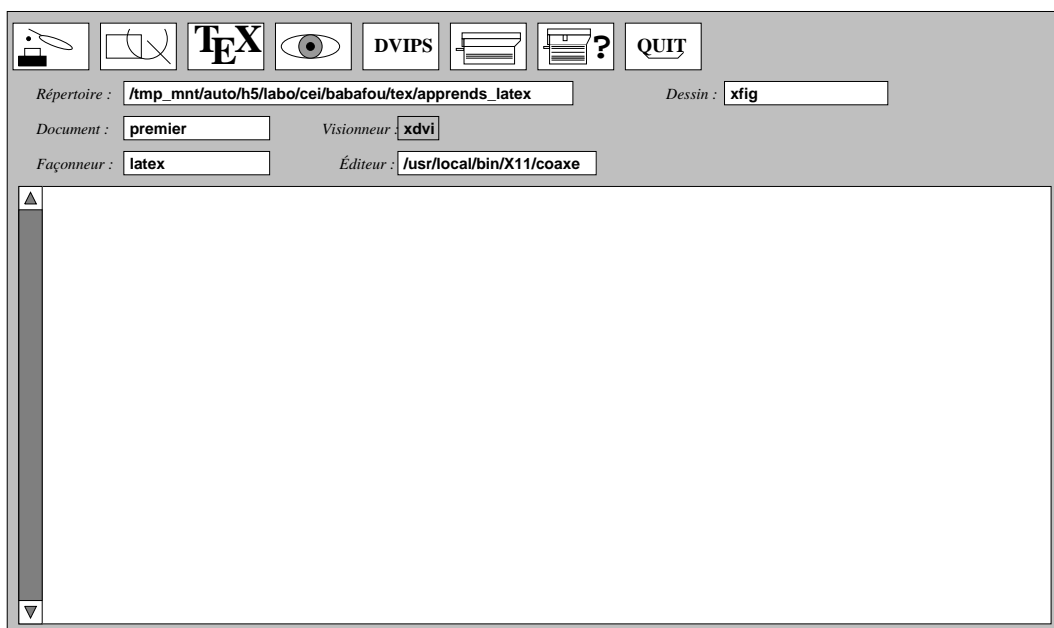 TEX DVIPS ? QUIT
Répertoire : /tmp_mnt/auto/h5/labo/cei/babafou/tex/apprends_latex Dessin : xfig
Document : premier Visionneur : xdvi
Façonneur : latex Éditeur : /usr/local/bin/X11/coaxe